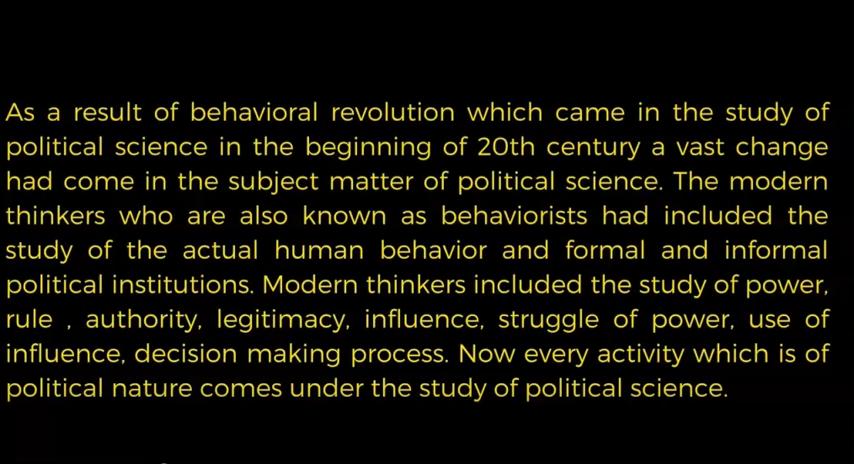 As a result of behavioral revolution which came in the study of
political science in the beginning of 20th century a vast change
had come in the subject matter of political science. The modern
thinkers who are also known as behaviorists had included the
study of the actual human behavior and formal and informal
political institutions. Modern thinkers included the study of power,
rule , authority, legitimacy, influence, struggle of power, use of
influence, decision making process. Now every activity which is of
political nature comes under the study of political science.